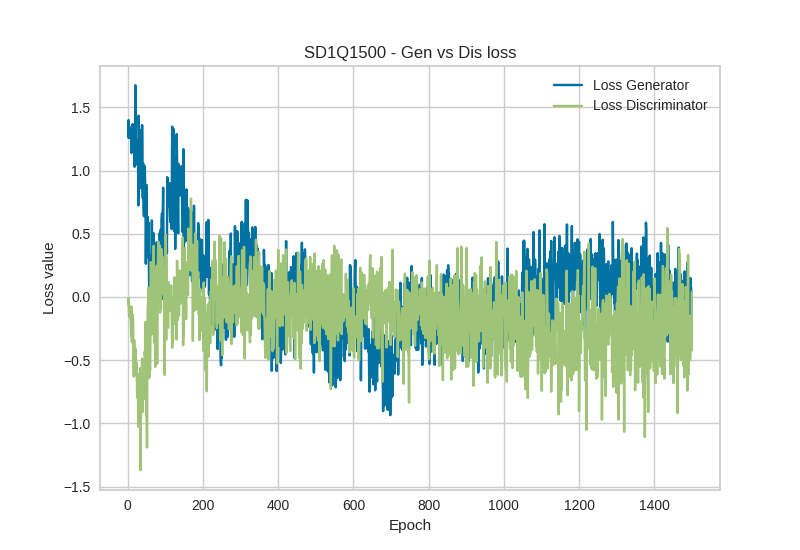 SD1Q1500 - Gen vs Dis loss
Loss Generator
Loss Discriminator
Loss value
1.5
1.0
0.5
0.0
−0.5
−1.0
−1.5
0 200 400 600 800 1000 1200 1400
Epoch